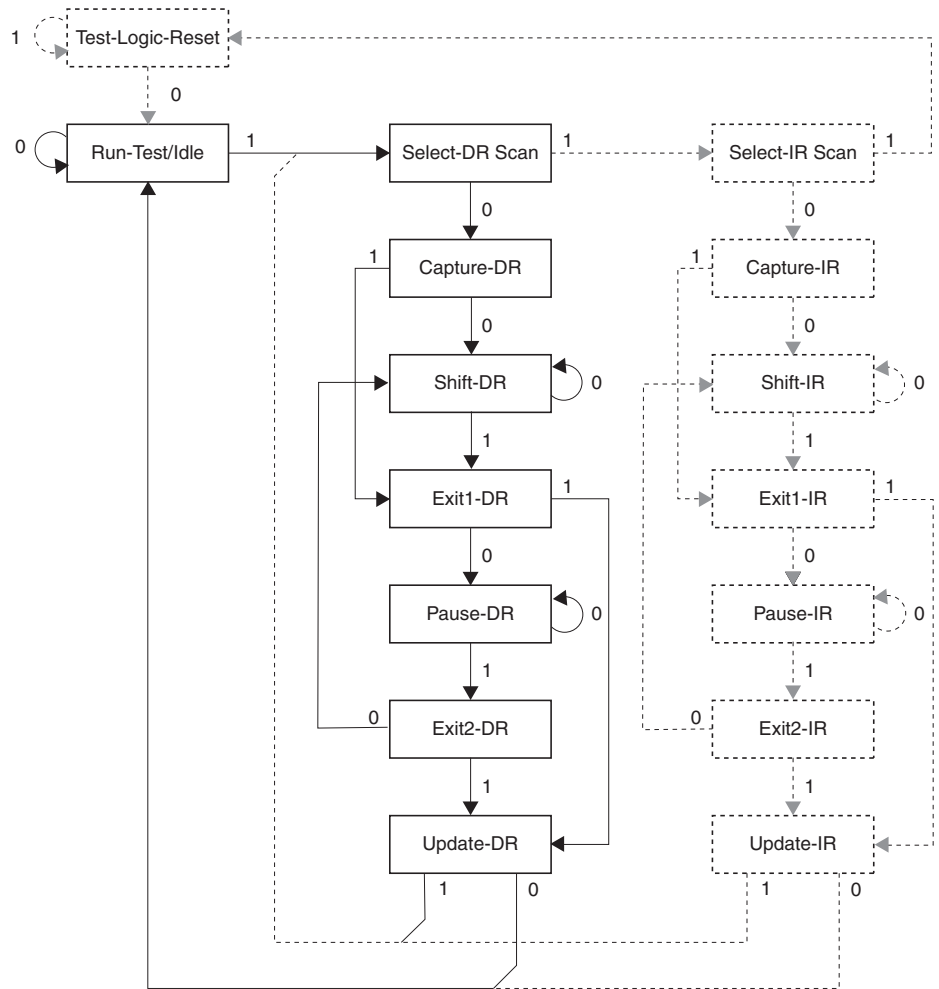 1
Test-Logic-Reset
0
0
Run-Test/Idle
1
Select-DR Scan
1
Select-IR Scan
1
0
0
1
Capture-DR
1
Capture-IR
0
0
Shift-DR
0
Shift-IR
0
1
1
Exit1-DR
1
Exit1-IR
1
0
0
Pause-DR
0
Pause-IR
0
1
1
0
Exit2-DR
0
Exit2-IR
1
1
Update-DR
Update-IR
1
0
1
0